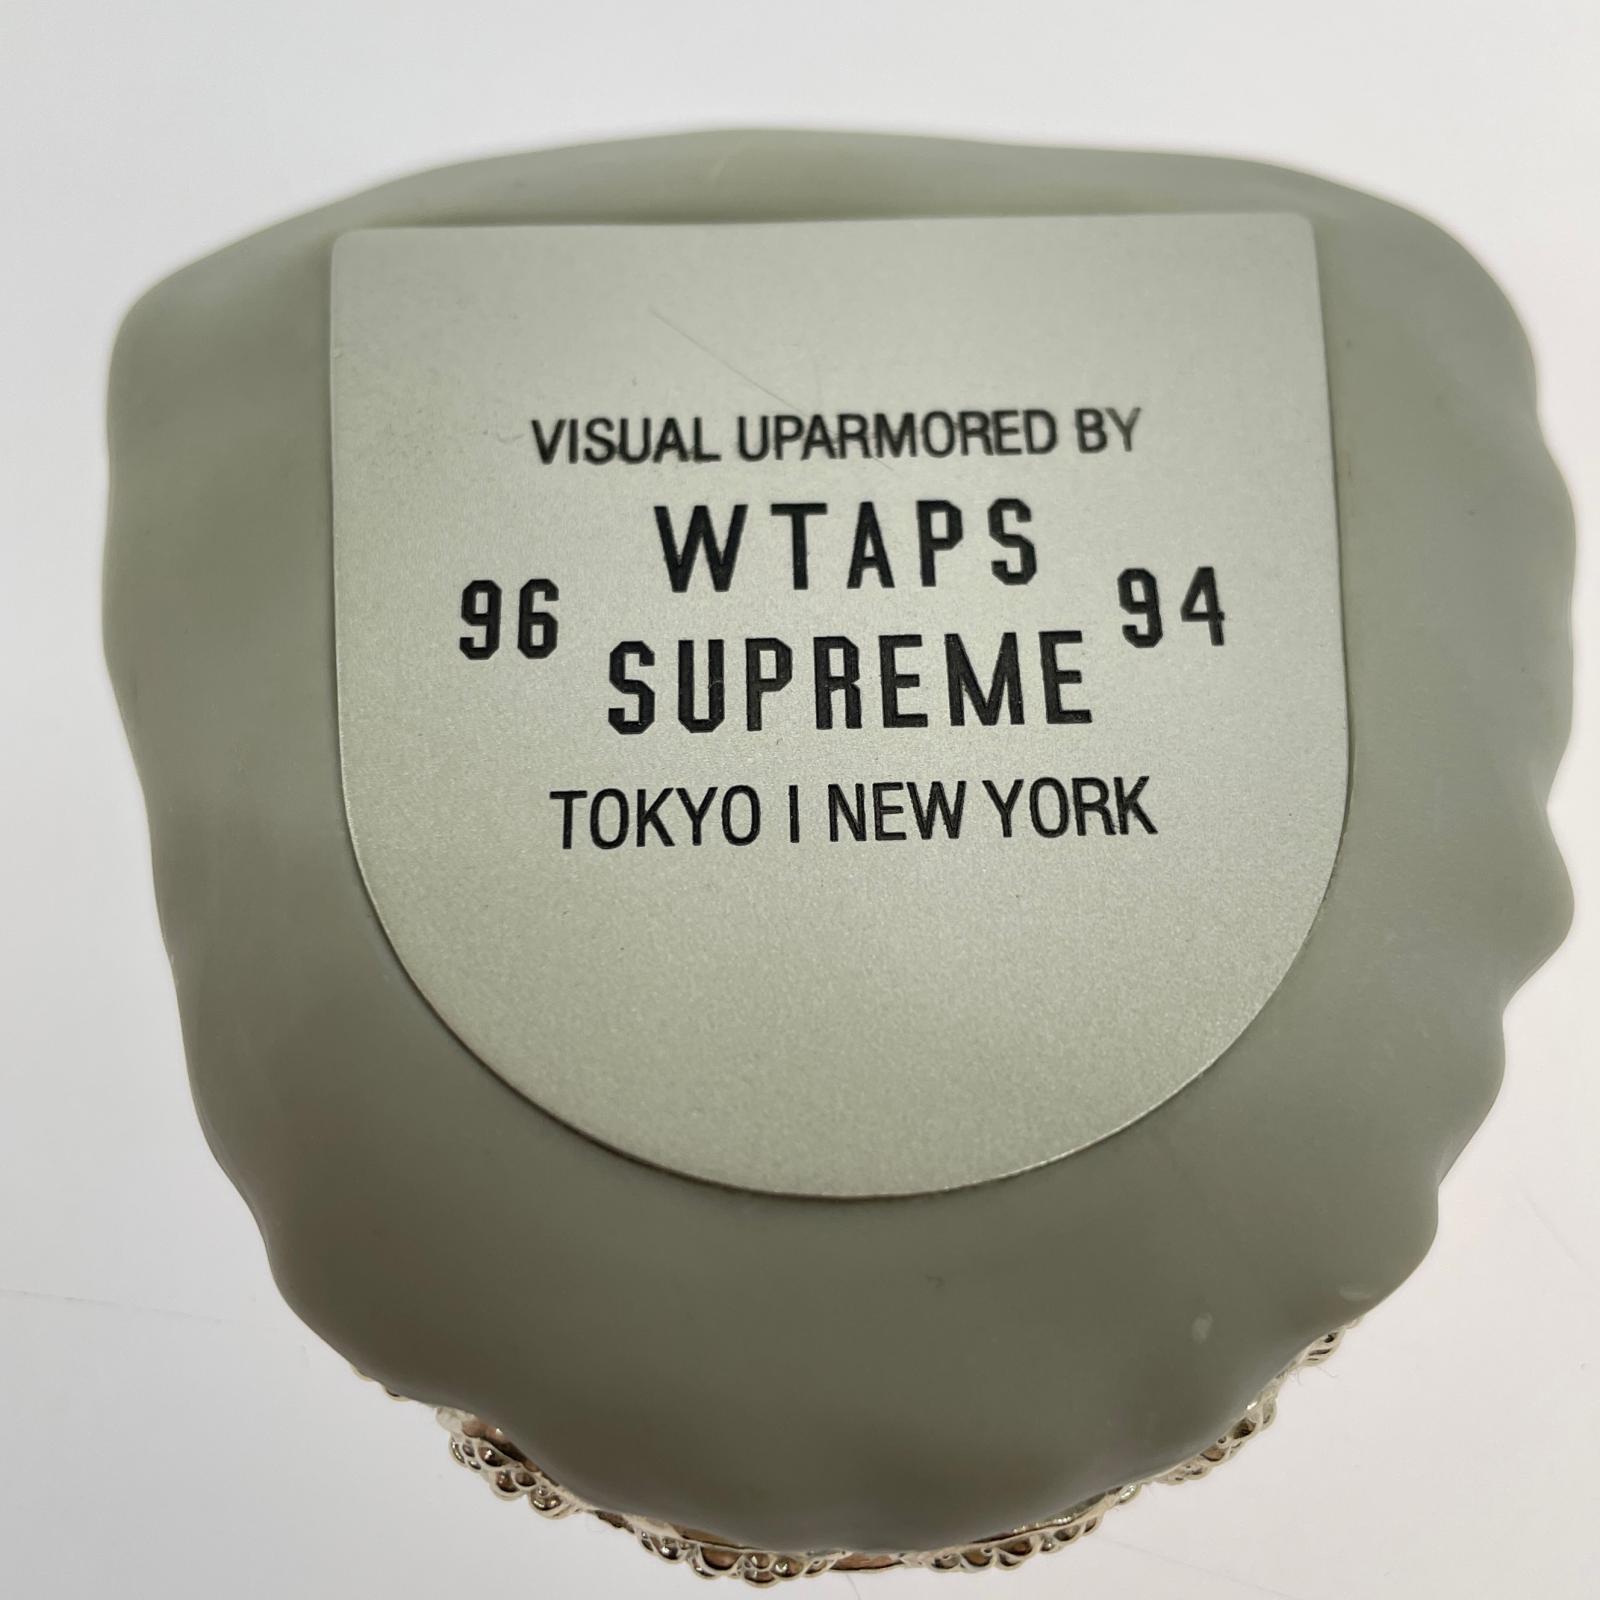 VISUAL UPARMORED BY
WTAPS
96 94
SUPREME
TOKYO | NEW YORK